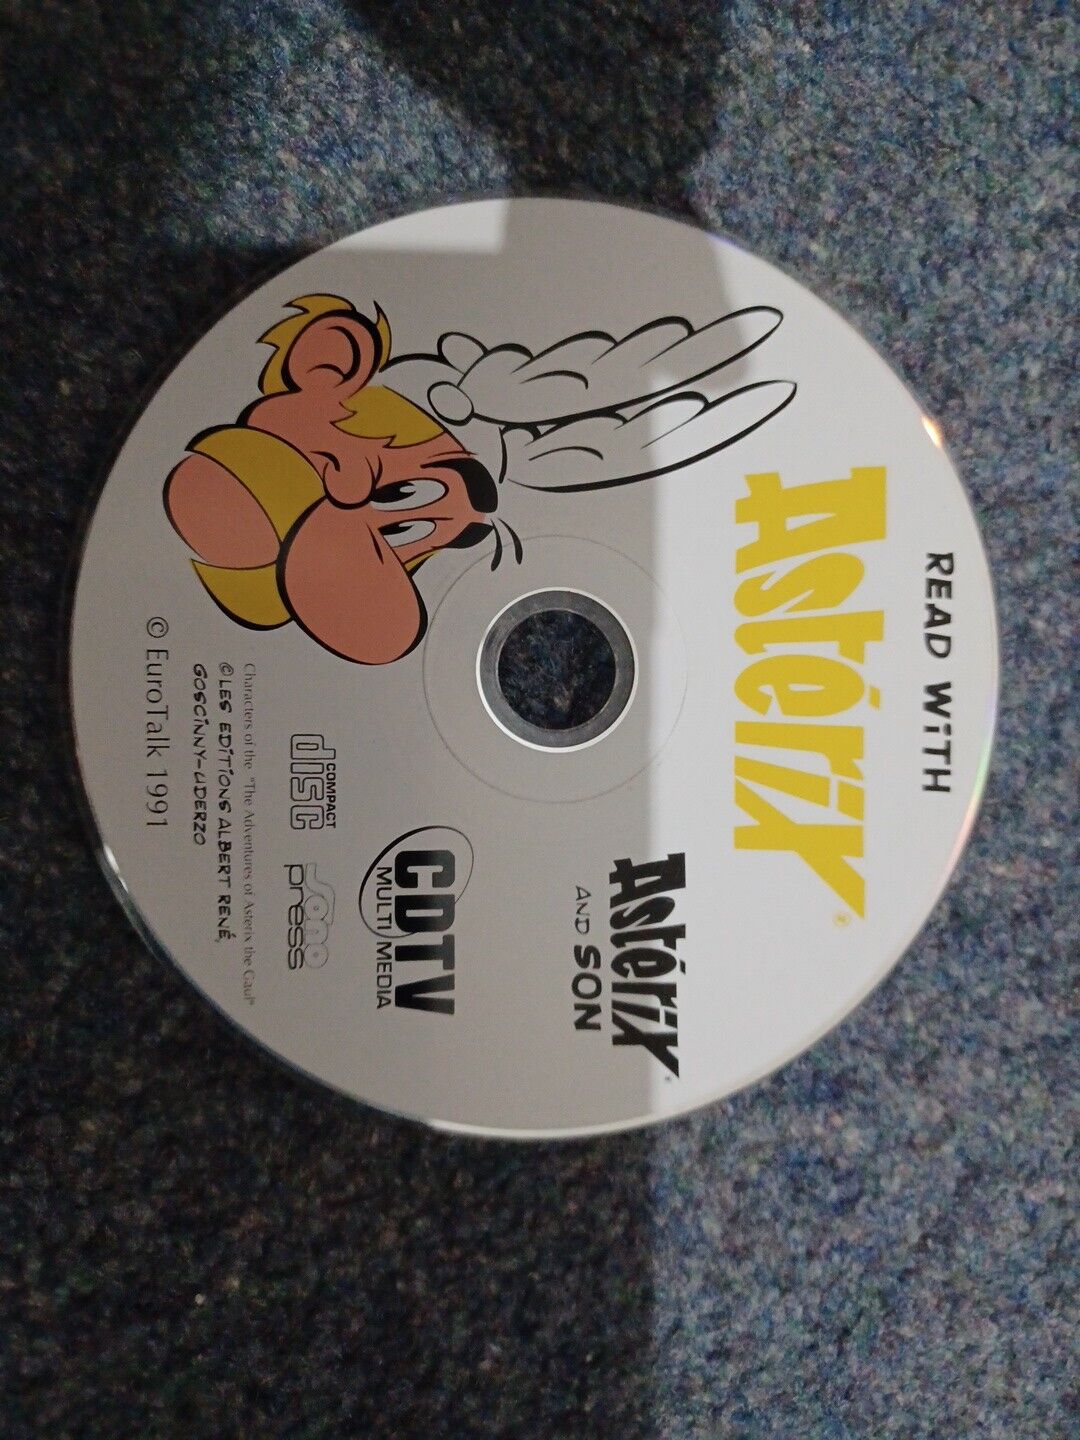 READ WiTH
Astérix®
Astérix®
AND SON
CDTV
MULTI MEDIA
COMPACT
disc
Sono
press
Characters of the "The Adventures of Asterix the Gaul"
©LES EDiTiONS ALBERT RENÉ,
GOSCiNNY-UDERZO
© EuroTalk 1991